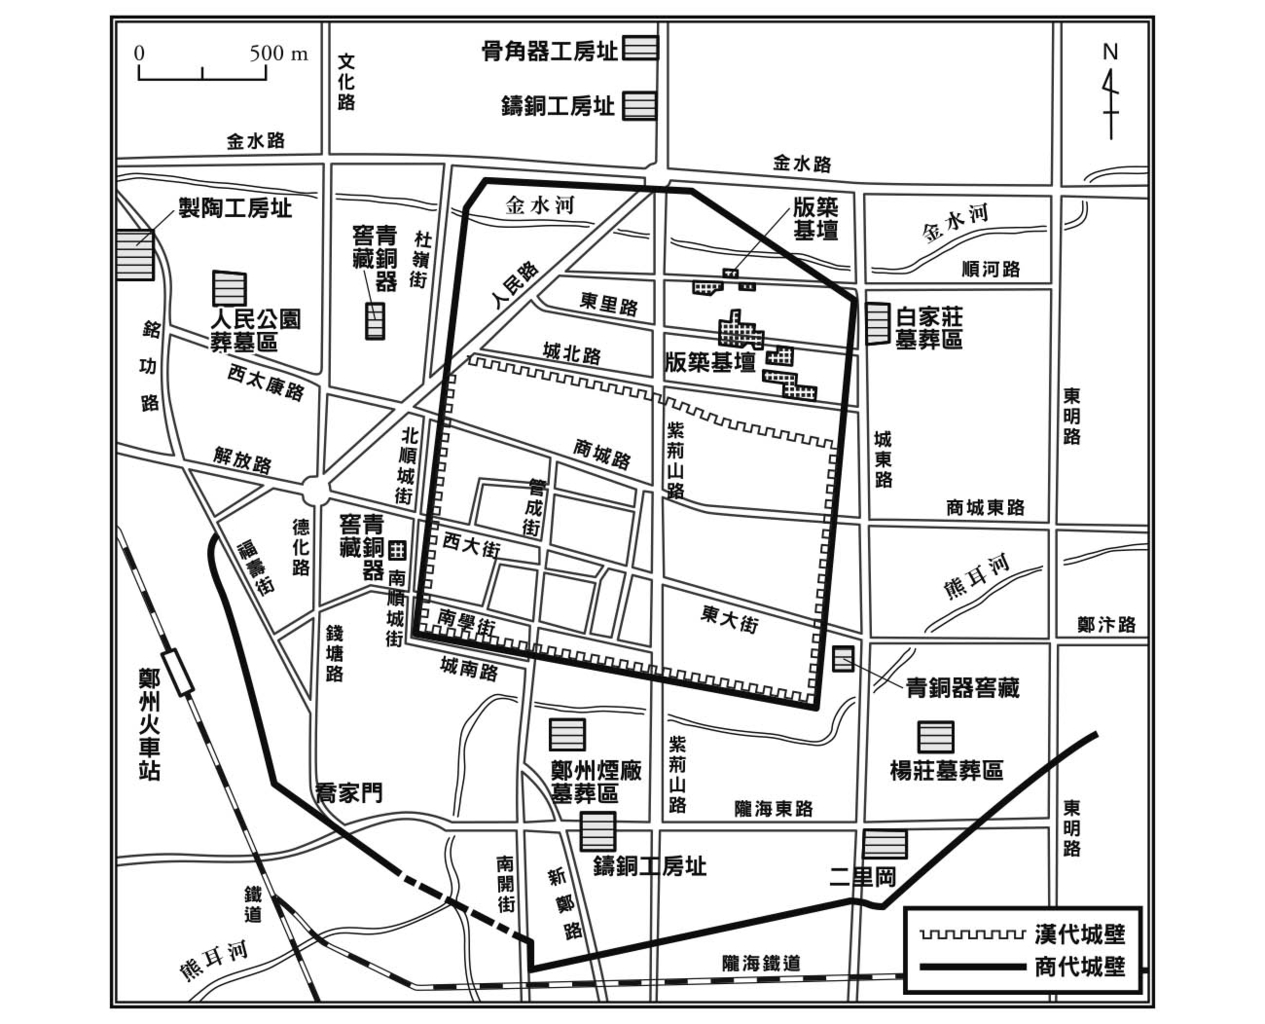 0 500 m
文化路
骨角器工房址
鑄銅工房址
N
金水路
金水路
製陶工房址
金水河
版築
基壇
金水河
青銅器
窖藏
杜嶺街
順河路
人民路
東里路
人民公園
葬墓區
銘功路
白家莊
墓葬區
城北路
版築基壇
西太康路
東明路
紫荊山路
城東路
北順城街
商城路
解放路
管成街
商城東路
青銅器
窖藏
德化路
西大街
福壽街
熊耳河
南順城街
南學街
東大街
鄭汴路
錢塘路
城南路
鄭州火車站
青銅器窖藏
紫荊山路
鄭州煙廠
墓葬區
楊莊墓葬區
喬家門
隴海東路
東明路
鑄銅工房址
二里岡
南開街
新鄭路
鐵道
熊耳河
隴海鐵道
漢代城壁
商代城壁